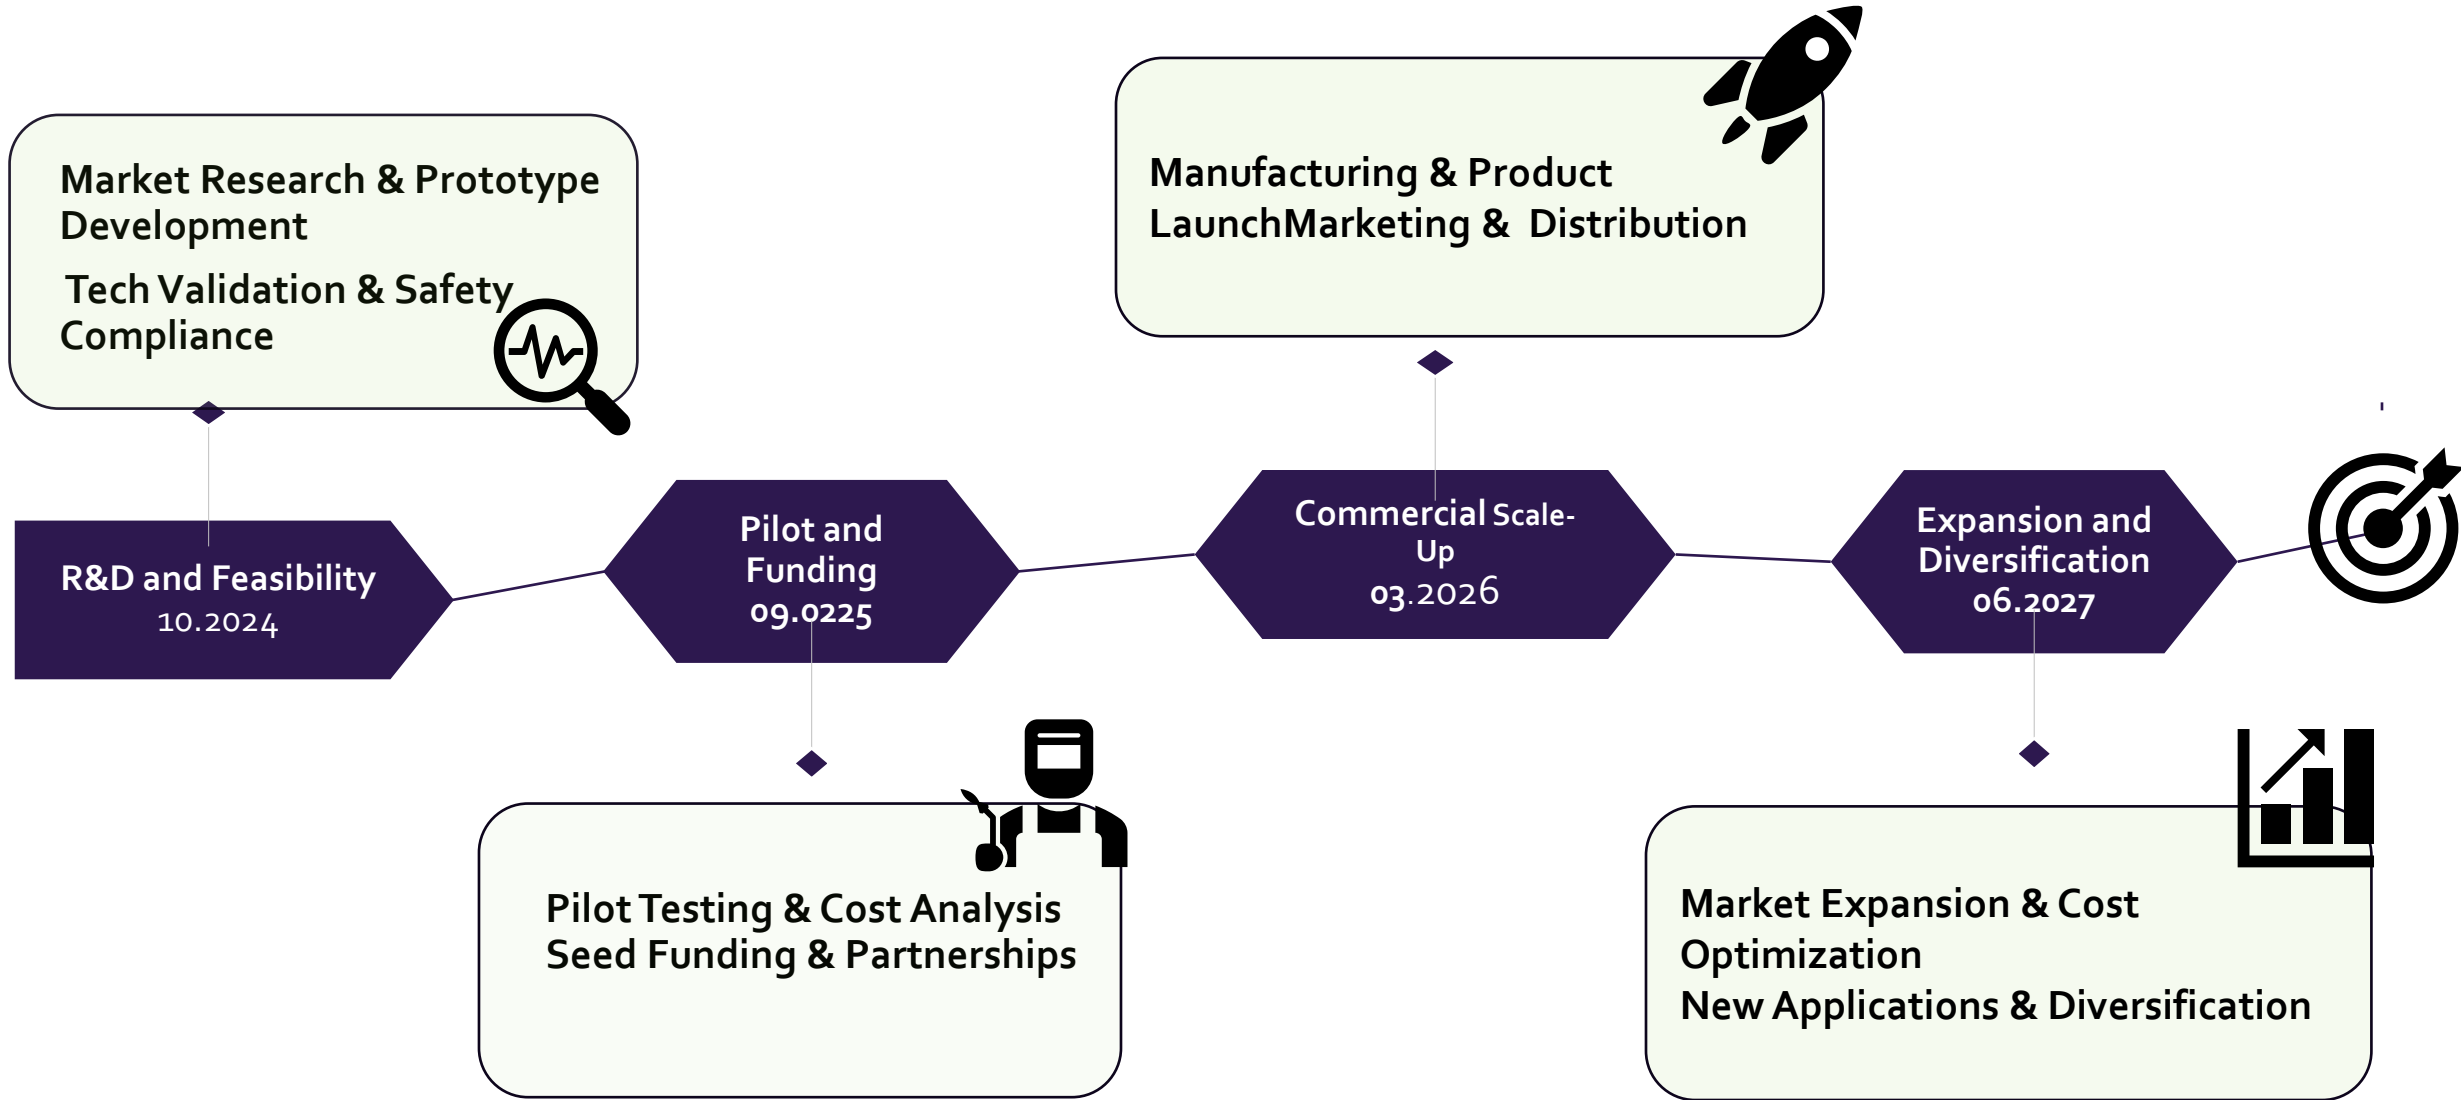 Market Research & Prototype
Development
Tech Validation & Safety
Compliance
Manufacturing & Product
LaunchMarketing & Distribution
R&D and Feasibility
10.2024
Pilot and
Funding
09.0225
Commercial Scale-
Up
03.2026
Expansion and
Diversification
06.2027
Pilot Testing & Cost Analysis
Seed Funding & Partnerships
Market Expansion & Cost
Optimization
New Applications & Diversification